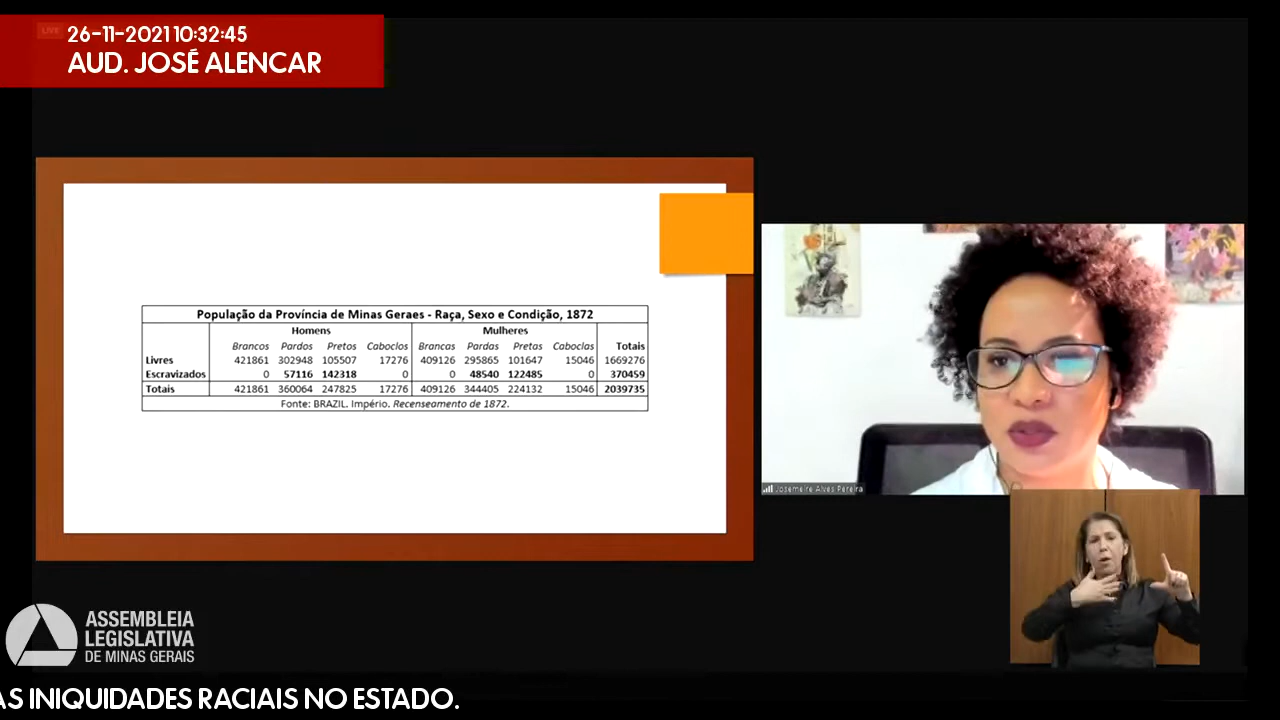 LIVE
26-11-2021 10:32:45
AUD. JOSÉ ALENCAR
População da Província de Minas Geraes - Raça, Sexo e Condição, 1872
Homens Mulheres
Brancos Pardos Pretos Caboclos Brancas Pardas Pretas Caboclas Totais
Livres 421861 302948 105507 17276 409126 295865 101647 15046 1669276
Escravizados 0 57116 142318 0 0 48540 122485 0 370459
Totais 421861 360064 247825 17276 409126 344405 224132 15046 2039735
Fonte: BRAZIL. Império. Recenseamento de 1872.
Josemeire Alves Pereira
ASSEMBLEIA
LEGISLATIVA
DE MINAS GERAIS
AS INIQUIDADES RACIAIS NO ESTADO.